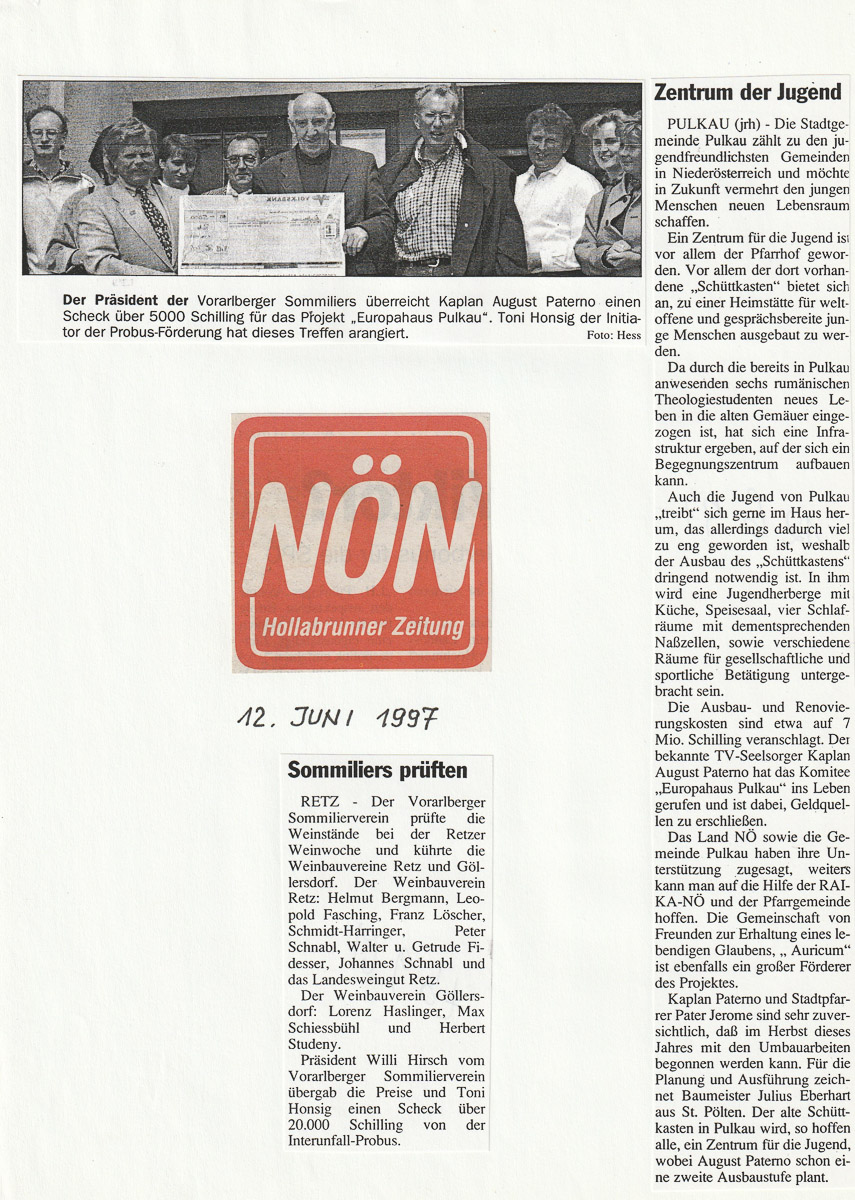 VOLKSBANK
Der Präsident der Vorarlberger Sommiliers überreicht Kaplan August Paterno einen
Scheck über 5000 Schilling für das Pfojekt „Europahaus Pulkau“. Toni Honsig der Initia-
tor der Probus-Förderung hat dieses Treffen arangiert.
Foto: Hess
NÖN
Hollabrunner Zeitung
12. JUNI 1997
Sommiliers prüften
RETZ - Der Vorarlberger
Sommilierverein prüfte die
Weinstände bei der Retzer
Weinwoche und kührte die
Weinbauvereine Retz und Göl-
lersdorf. Der Weinbauverein
Retz: Helmut Bergmann, Leo-
pold Fasching, Franz Löscher,
Schmidt-Harringer, Peter
Schnabl, Walter u. Getrude Fi-
desser, Johannes Schnabl und
das Landesweingut Retz.
Der Weinbauverein Göllers-
dorf: Lorenz Haslinger, Max
Schiessbühl und Herbert
Studeny.
Präsident Willi Hirsch vom
Vorarlberger Sommilierverein
übergab die Preise und Toni
Honsig einen Scheck über
20.000 Schilling von der
Interunfall-Probus.
Zentrum der Jugend
PULKAU (jrh) - Die Stadtge-
meinde Pulkau zählt zu den ju-
gendfreundlichsten Gemeinden
in Niederösterreich und möchte
in Zukunft vermehrt den jungen
Menschen neuen Lebensraum
schaffen.
Ein Zentrum für die Jugend ist
vor allem der Pfarrhof gewor-
den. Vor allem der dort vorhan-
dene „Schüttkasten“ bietet sich
an, zu einer Heimstätte für welt-
offene und gesprächsbereite jun-
ge Menschen ausgebaut zu wer-
den.
Da durch die bereits in Pulkau
anwesenden sechs rumänischen
Theologiestudenten neues Le-
ben in die alten Gemäuer einge-
zogen ist, hat sich eine Infra-
struktur ergeben, auf der sich ein
Begegnungszentrum aufbauen
kann.
Auch die Jugend von Pulkau
„treibt“ sich gerne im Haus her-
um, das allerdings dadurch viel
zu eng geworden ist, weshalb
der Ausbau des „Schüttkastens“
dringend notwendig ist. In ihm
wird eine Jugendherberge mit
Küche, Speisesaal, vier Schlaf-
räume mit dementsprechenden
Naßzellen, sowie verschiedene
Räume für gesellschaftliche und
sportliche Betätigung unterge-
bracht sein.
Die Ausbau- und Renovie-
rungskosten sind etwa auf 7
Mio. Schilling veranschlagt. Der
bekannte TV-Seelsorger Kaplan
August Paterno hat das Komitee
„Europahaus Pulkau“ ins Leben
gerufen und ist dabei, Geldquel-
len zu erschließen.
Das Land NÖ sowie die Ge-
meinde Pulkau haben ihre Un-
terstützung zugesagt, weiters
kann man auf die Hilfe der RAI-
KA-NÖ und der Pfarrgemeinde
hoffen. Die Gemeinschaft von
Freunden zur Erhaltung eines le-
bendigen Glaubens, „ Auricum“
ist ebenfalls ein großer Förderer
des Projektes.
Kaplan Paterno und Stadtpfar-
rer Pater Jerome sind sehr zuver-
sichtlich, daß im Herbst dieses
Jahres mit den Umbauarbeiten
begonnen werden kann. Für die
Planung und Ausführung zeich-
net Baumeister Julius Eberhart
aus St. Pölten. Der alte Schütt-
kasten in Pulkau wird, so hoffen
alle, ein Zentrum für die Jugend,
wobei August Paterno schon ei-
ne zweite Ausbaustufe plant.